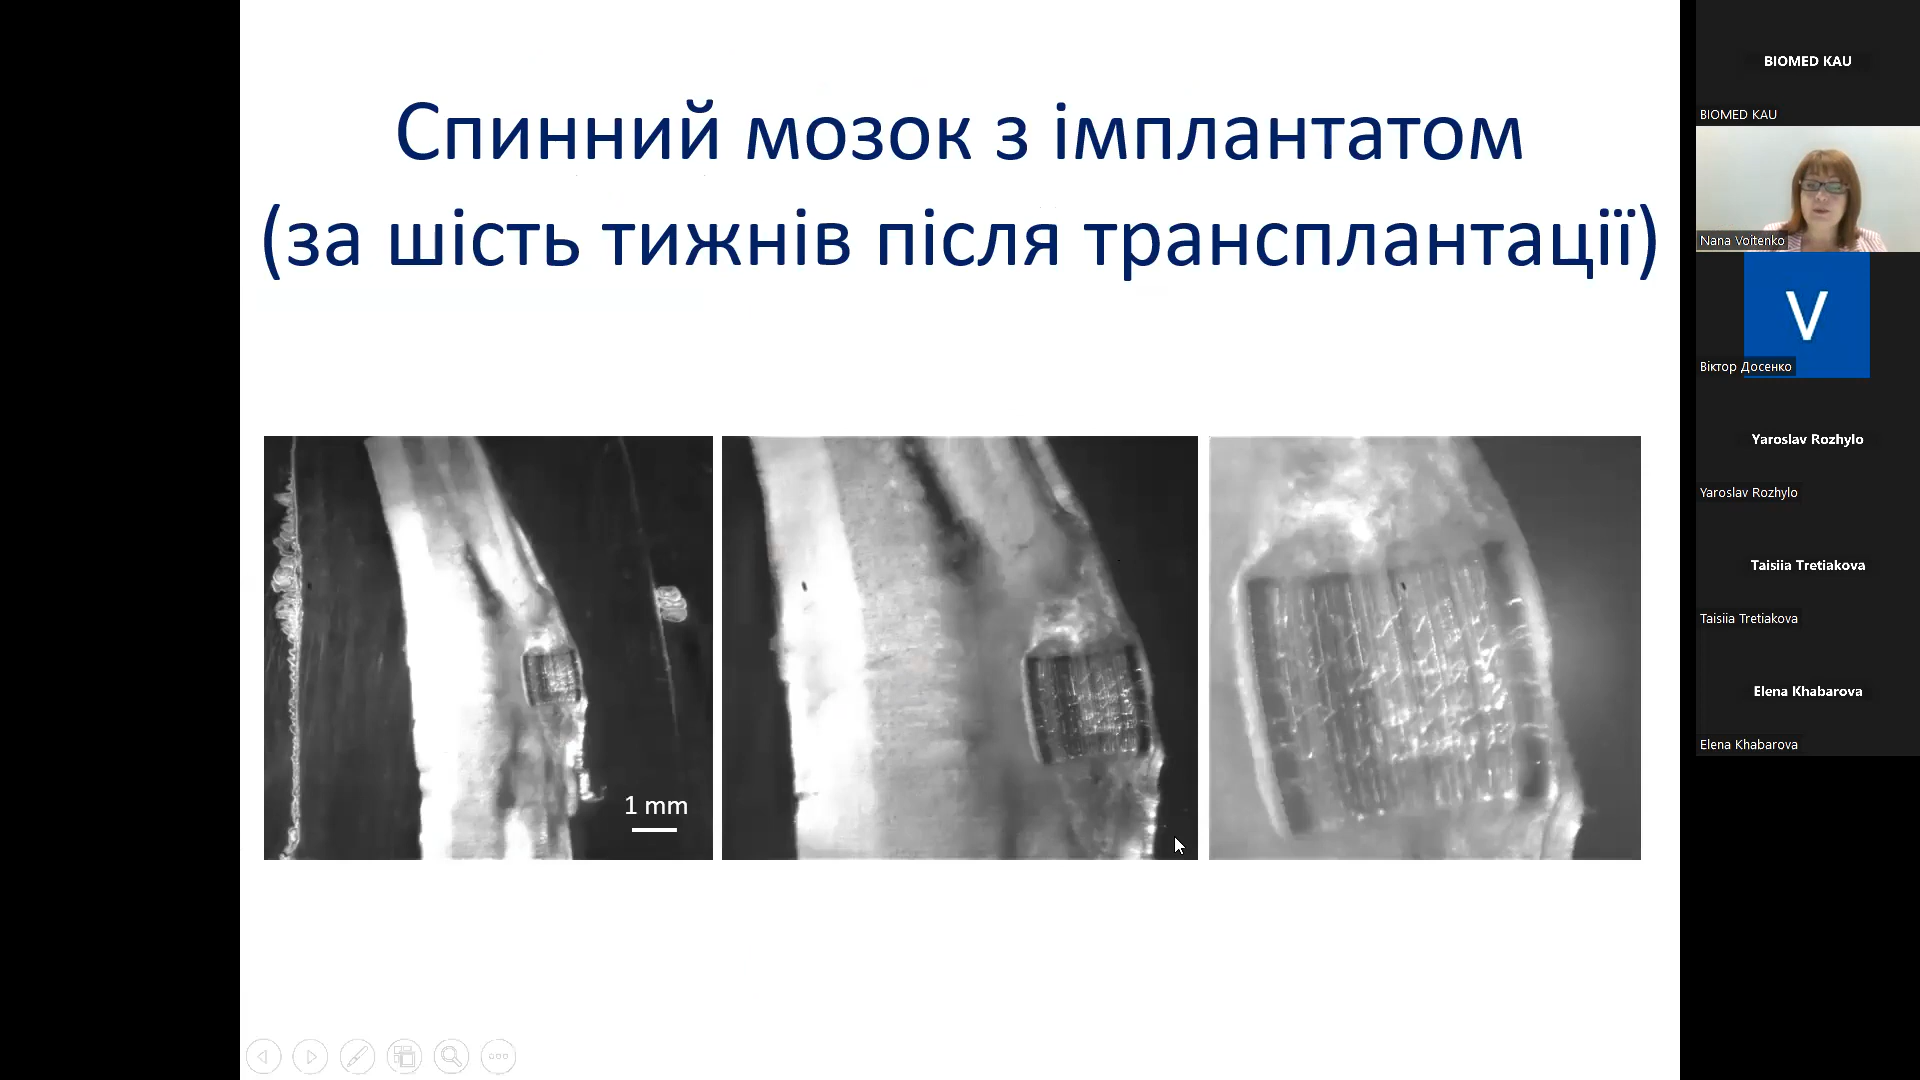 Спинний мозок з імплантатом
(за шість тижнів після трансплантації)
1 mm
BIOMED KAU
BIOMED KAU
Nana Voitenko
V
Віктор Досенко
Yaroslav Rozhylo
Yaroslav Rozhylo
Taisiia Tretiakova
Taisiia Tretiakova
Elena Khabarova
Elena Khabarova